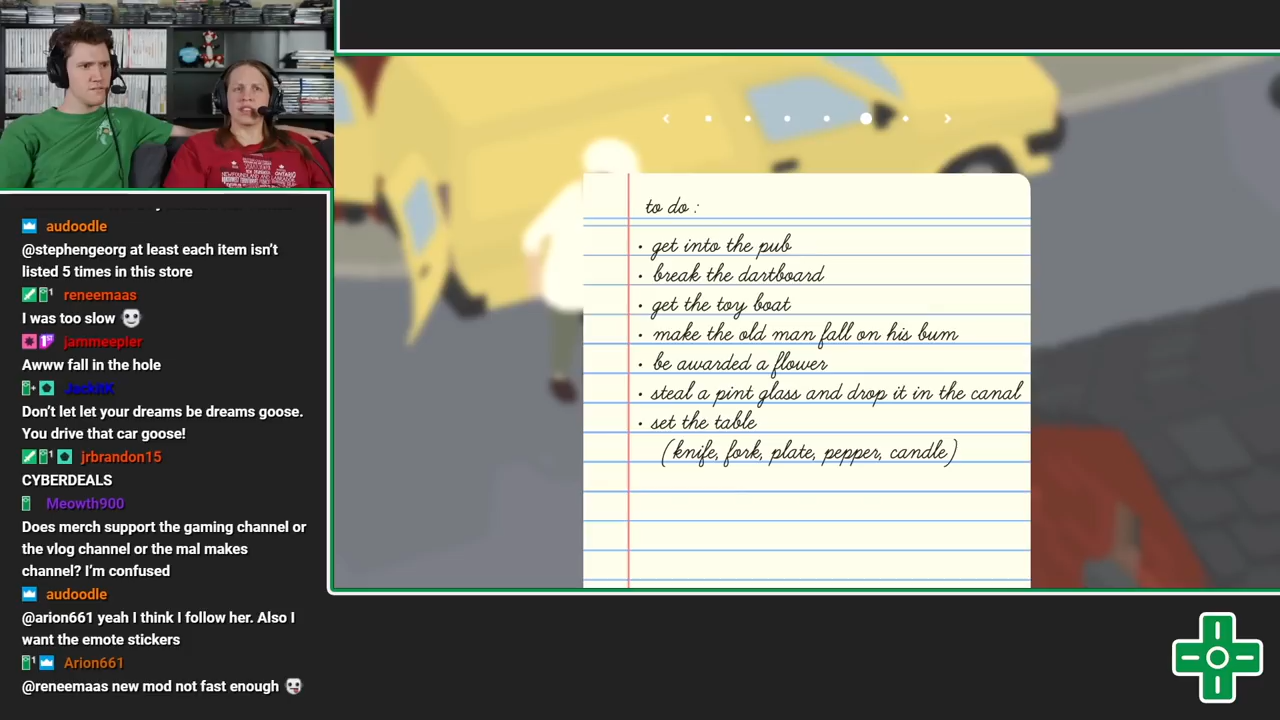 audoodle
@stephengeorg at least each item isn't
listed 5 times in this store
reneemaas
I was too slow
jammeepler
Awww fall in the hole
JackItK
Don't let let your dreams be dreams goose.
You drive that car goose!
jrbrandon15
CYBERDEALS
Meowth900
Does merch support the gaming channel or
the vlog channel or the mal makes
channel? I'm confused
audoodle
@arion661 yeah I think I follow her. Also I
want the emote stickers
Arion661
@reneemaas new mod not fast enough
to do :
• get into the pub
• break the dartboard
• get the toy boat
• make the old man fall on his bum
• be awarded a flower
• steal a pint glass and drop it in the canal
• set the table
(knife, fork, plate, pepper, candle)
NEWFOUNDLAND
ONTARIO